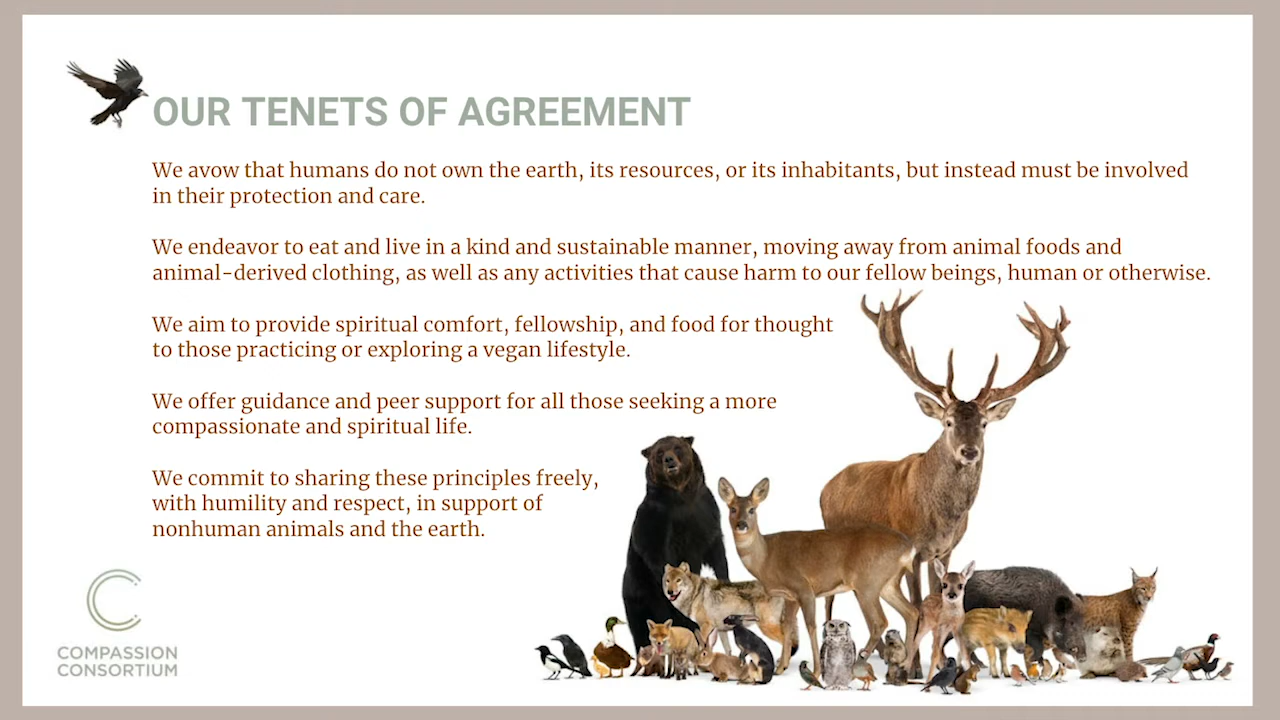 OUR TENETS OF AGREEMENT
We avow that humans do not own the earth, its resources, or its inhabitants, but instead must be involved
in their protection and care.
We endeavor to eat and live in a kind and sustainable manner, moving away from animal foods and
animal-derived clothing, as well as any activities that cause harm to our fellow beings, human or otherwise.
We aim to provide spiritual comfort, fellowship, and food for thought
to those practicing or exploring a vegan lifestyle.
We offer guidance and peer support for all those seeking a more
compassionate and spiritual life.
We commit to sharing these principles freely,
with humility and respect, in support of
nonhuman animals and the earth.
COMPASSION
CONSORTIUM